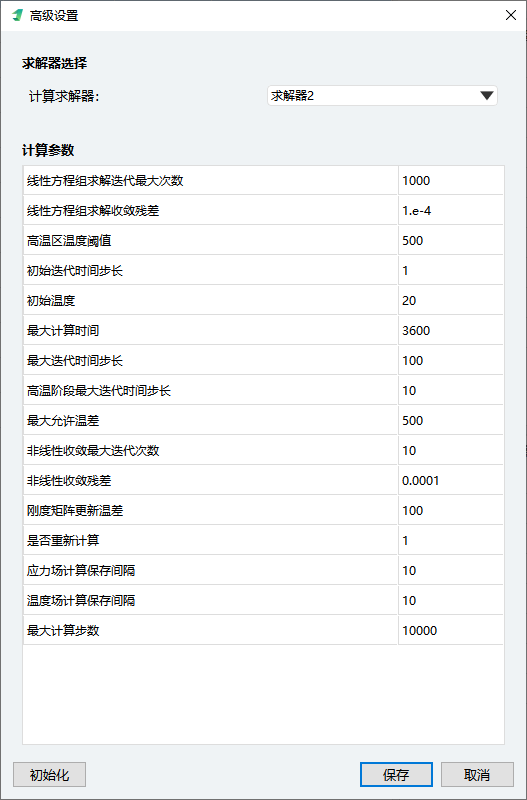 高级设置
求解器选择
计算求解器：
求解器2
计算参数
线性方程组求解迭代最大次数 1000
线性方程组求解收敛残差 1.e-4
高温区温度阈值 500
初始迭代时间步长 1
初始温度 20
最大计算时间 3600
最大迭代时间步长 100
高温阶段最大迭代时间步长 10
最大允许温差 500
非线性收敛最大迭代次数 10
非线性收敛残差 0.0001
刚度矩阵更新温差 100
是否重新计算 1
应力场计算保存间隔 10
温度场计算保存间隔 10
最大计算步数 10000
初始化 保存 取消